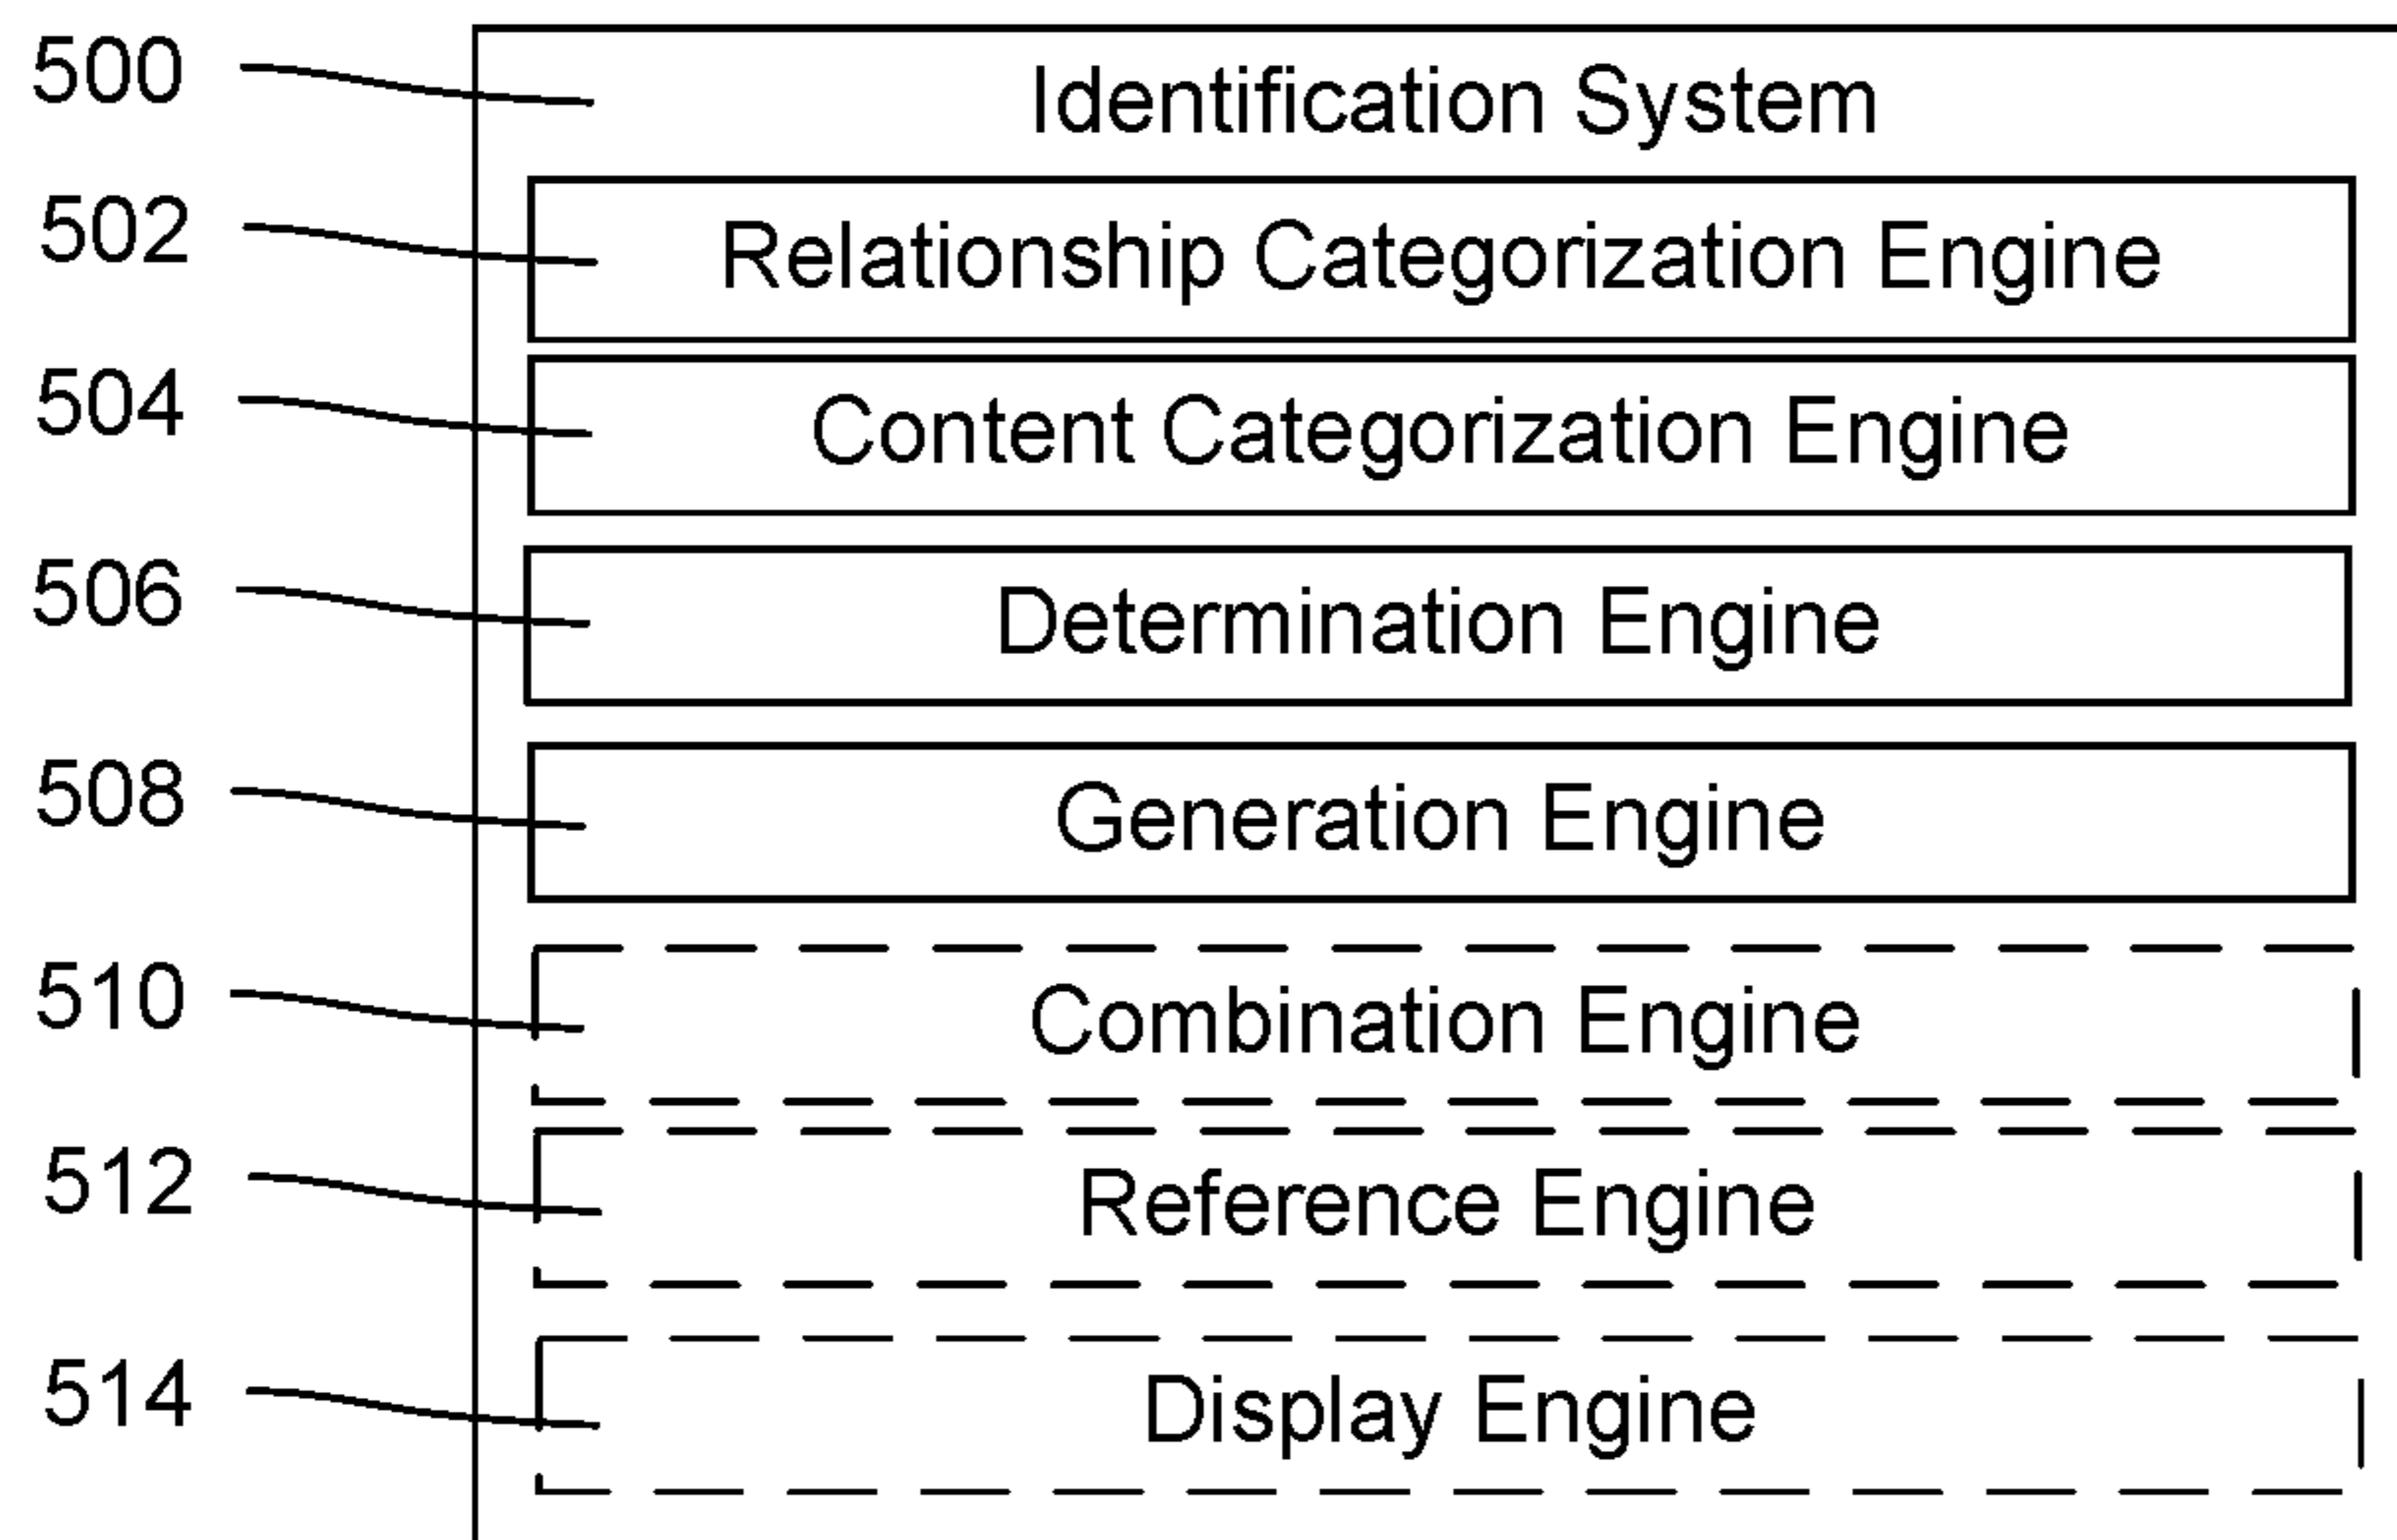 500 Identification System
502 Relationship Categorization Engine
504 Content Categorization Engine
506 Determination Engine
508 Generation Engine
510 Combination Engine
512 Reference Engine
514 Display Engine